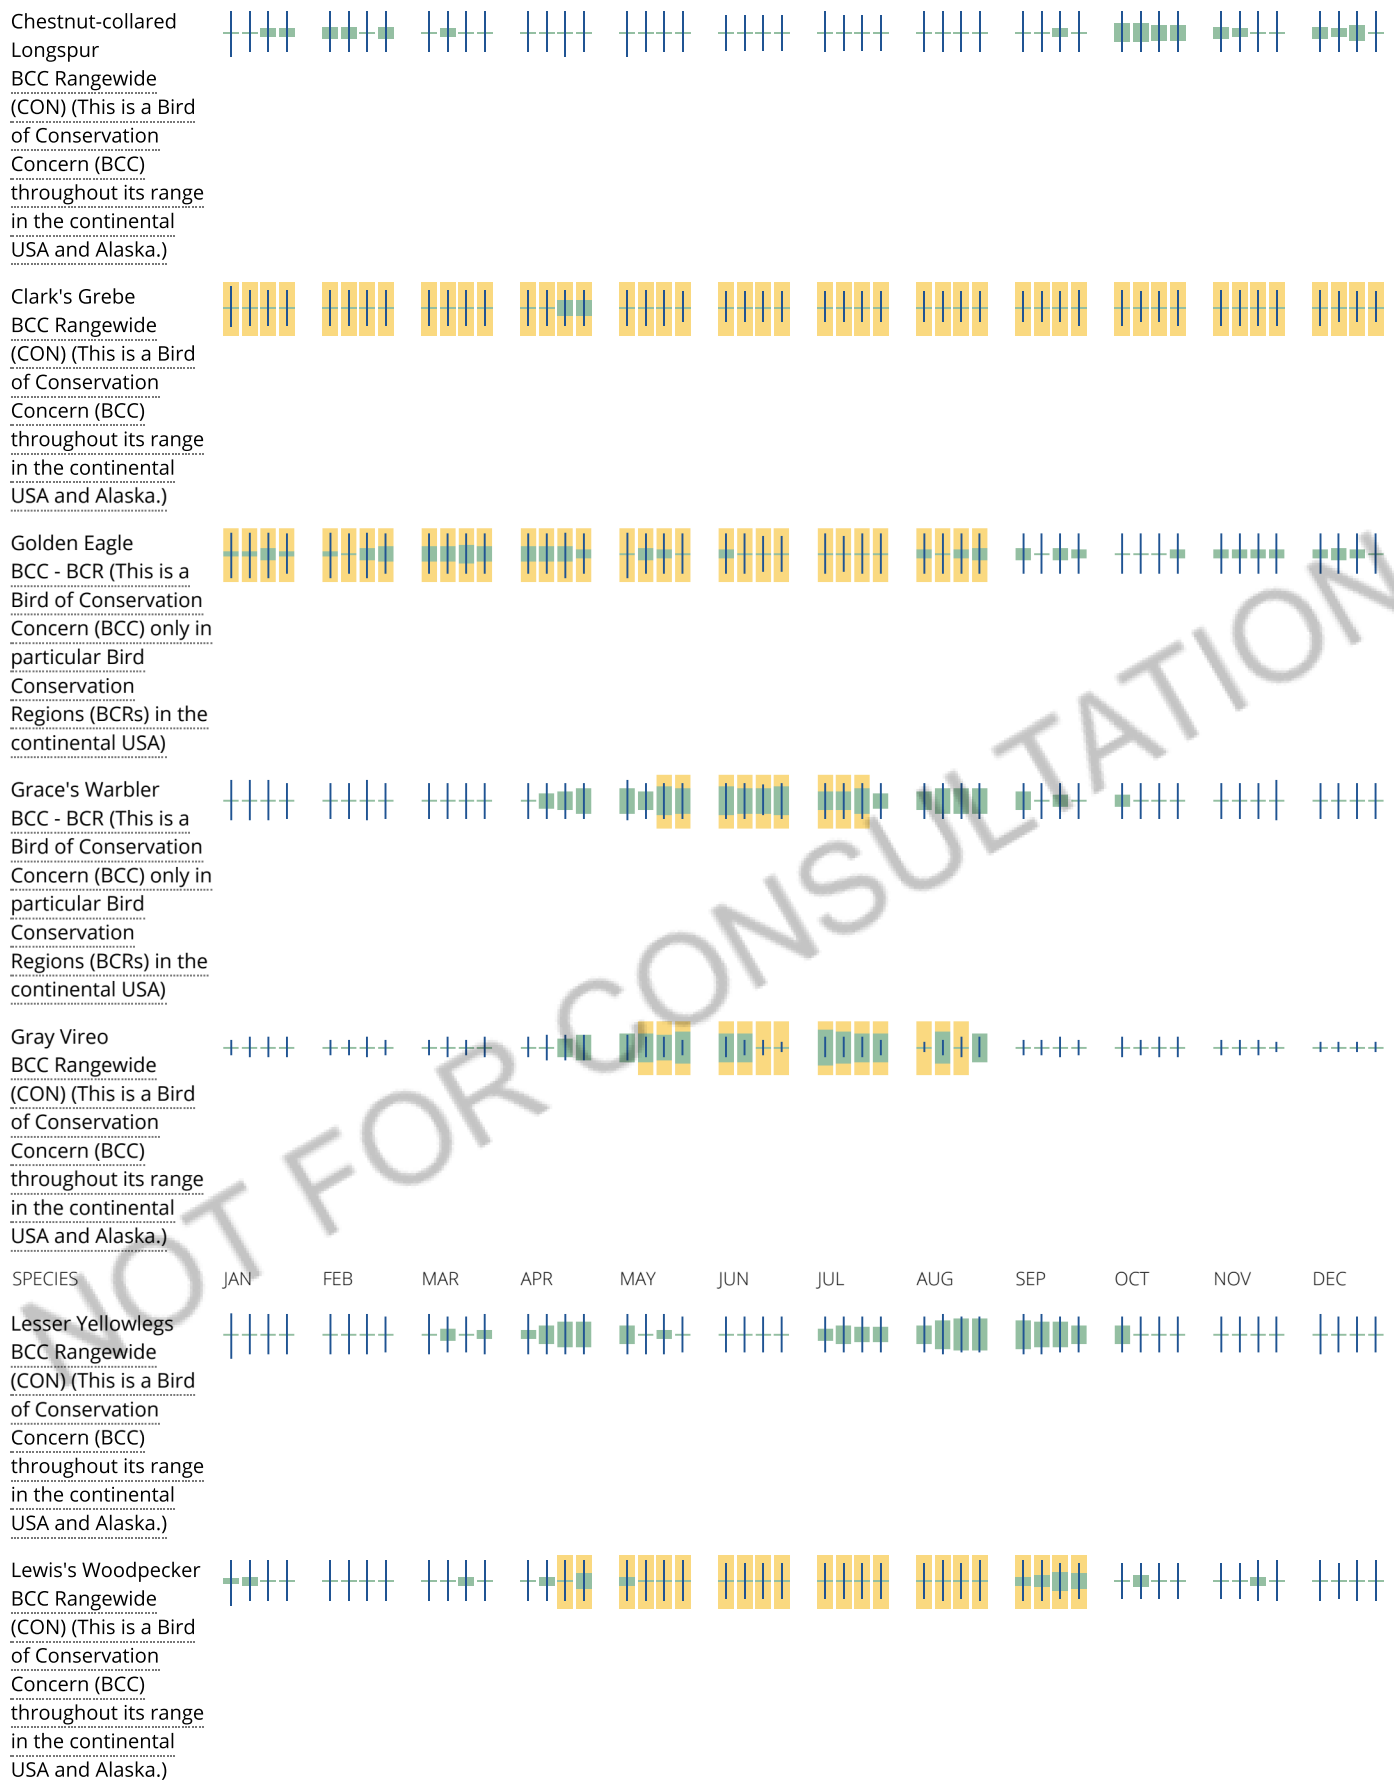 Chestnut-collared
Longspur
BCC Rangewide
(CON) (This is a Bird
of Conservation
Concern (BCC)
throughout its range
in the continental
USA and Alaska.)
Clark's Grebe
BCC Rangewide
(CON) (This is a Bird
of Conservation
Concern (BCC)
throughout its range
in the continental
USA and Alaska.)
Golden Eagle
BCC - BCR (This is a
Bird of Conservation
Concern (BCC) only in
particular Bird
Conservation
Regions (BCRs) in the
continental USA)
Grace's Warbler
BCC - BCR (This is a
Bird of Conservation
Concern (BCC) only in
particular Bird
Conservation
Regions (BCRs) in the
continental USA)
Gray Vireo
BCC Rangewide
(CON) (This is a Bird
of Conservation
Concern (BCC)
throughout its range
in the continental
USA and Alaska.)
SPECIES JAN FEB MAR APR MAY JUN JUL AUG SEP OCT NOV DEC
Lesser Yellowlegs
BCC Rangewide
(CON) (This is a Bird
of Conservation
Concern (BCC)
throughout its range
in the continental
USA and Alaska.)
Lewis's Woodpecker
BCC Rangewide
(CON) (This is a Bird
of Conservation
Concern (BCC)
throughout its range
in the continental
USA and Alaska.)
NOT FOR CONSULTATION